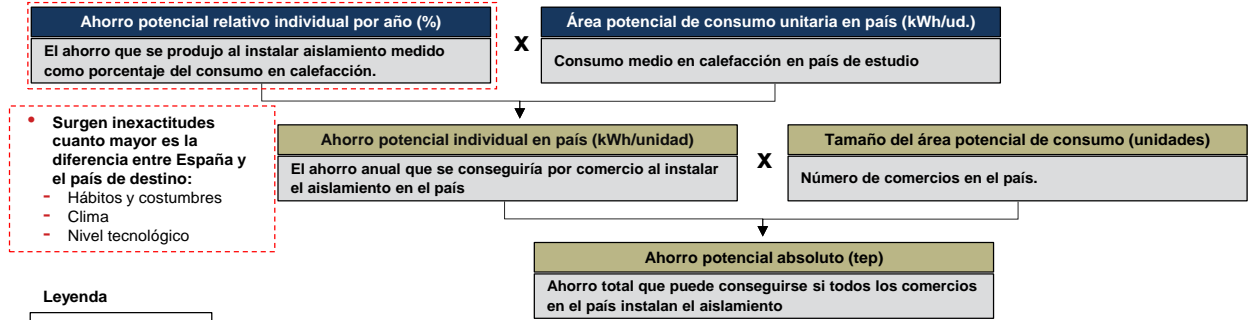 Ahorro potencial relativo individual por año (%)
El ahorro que se produjo al instalar aislamiento medido
como porcentaje del consumo en calefacción.
x
Área potencial de consumo unitaria en país (kWh/ud.)
Consumo medio en calefacción en país de estudio
• Surgen inexactitudes
cuanto mayor es la
diferencia entre España y
el país de destino:
- Hábitos y costumbres
- Clima
- Nivel tecnológico
Ahorro potencial individual en país (kWh/unidad)
El ahorro anual que se conseguiría por comercio al instalar
el aislamiento en el país
x
Tamaño del área potencial de consumo (unidades)
Número de comercios en el país.
Ahorro potencial absoluto (tep)
Ahorro total que puede conseguirse si todos los comercios
en el país instalan el aislamiento
Leyenda